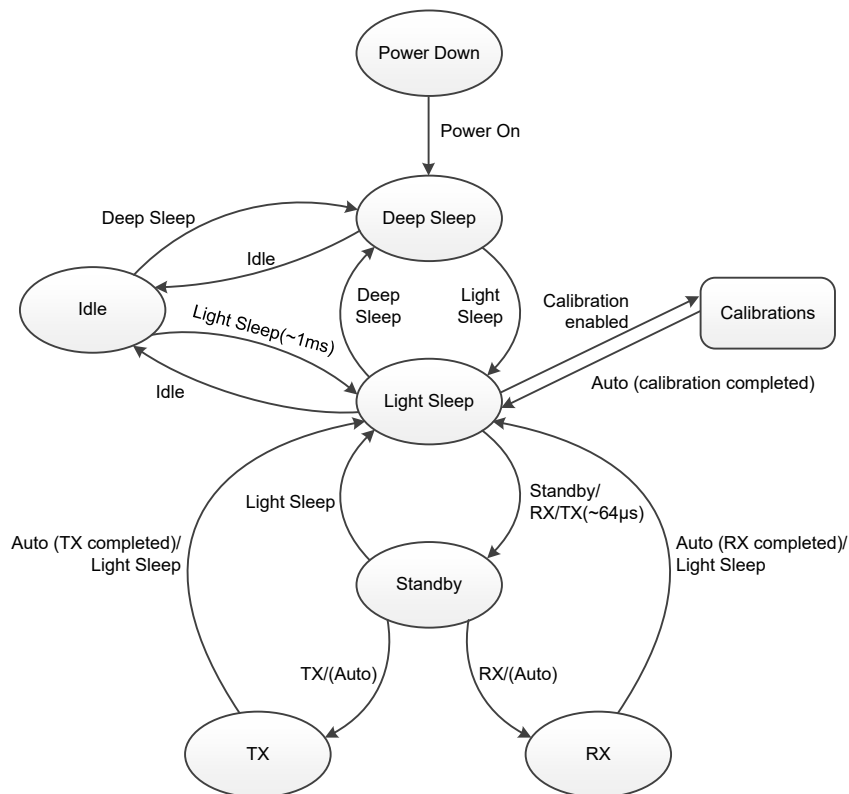 Power Down
Power On
Deep Sleep
Deep Sleep
Idle
Idle
Light Sleep(~1ms)
Deep
Sleep
Light
Sleep
Calibration
enabled
Calibrations
Auto (calibration completed)
Idle
Light Sleep
Light Sleep
Standby/
RX/TX(~64µs)
Auto (TX completed)/
Light Sleep
Auto (RX completed)/
Light Sleep
Standby
TX/(Auto)
RX/(Auto)
TX
RX